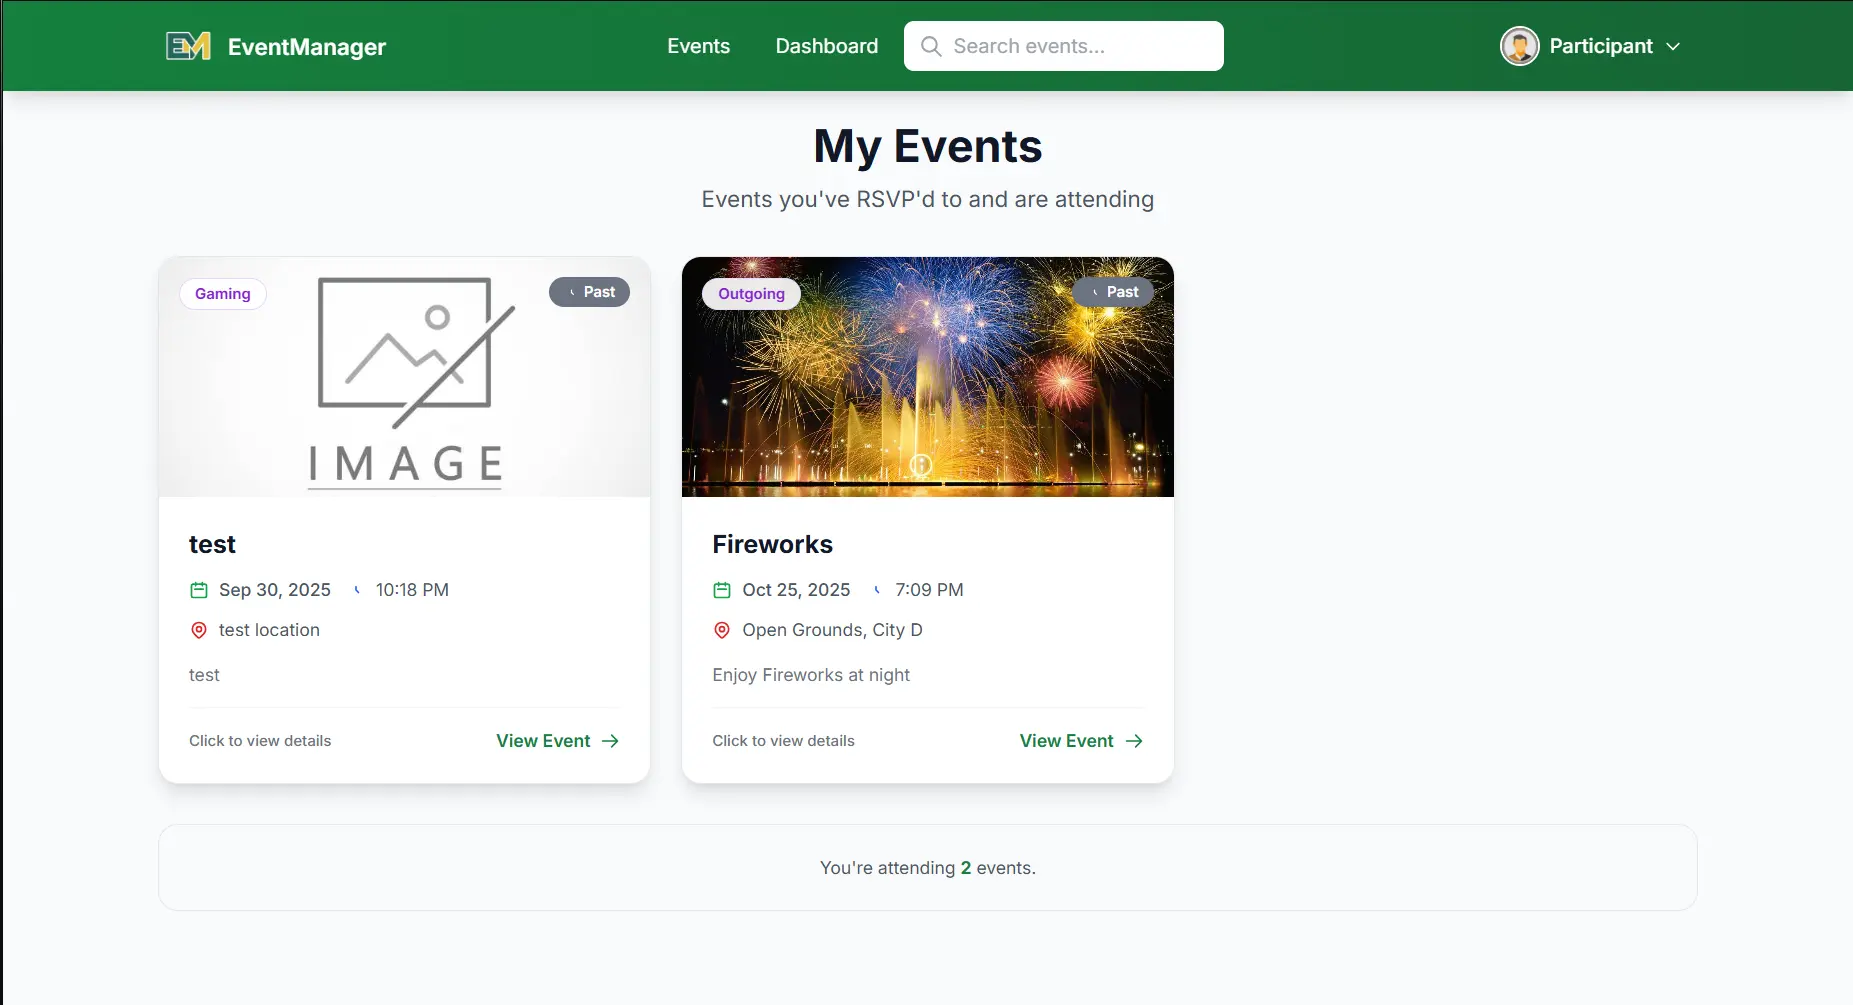 EM EventManager
Events
Dashboard
Search events...
Participant
My Events
Events you've RSVP'd to and are attending
Gaming
Past
IMAGE
test
Sep 30, 2025
10:18 PM
test location
test
Click to view details
View Event
Outgoing
Past
Fireworks
Oct 25, 2025
7:09 PM
Open Grounds, City D
Enjoy Fireworks at night
Click to view details
View Event
You're attending 2 events.